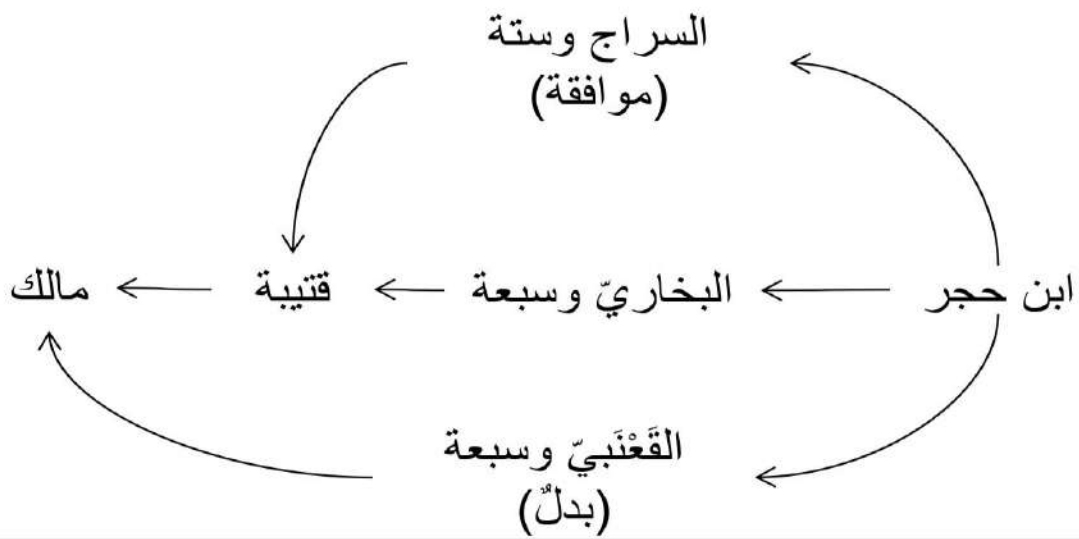 السراج وستة
(موافقة)
ابن حجر
البخاريّ وسبعة
قتيبة
مالك
القَعْنَبيّ وسبعة
(بدلٌ)